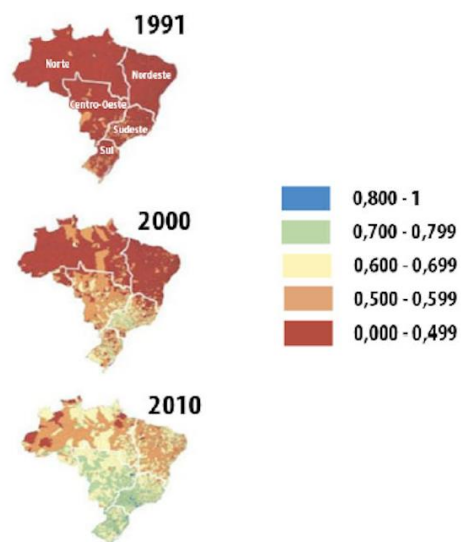 1991
Norte
Nordeste
Centro-Oeste
Sudeste
Sul
2000
0,800 - 1
0,700 - 0,799
0,600 - 0,699
0,500 - 0,599
0,000 - 0,499
2010